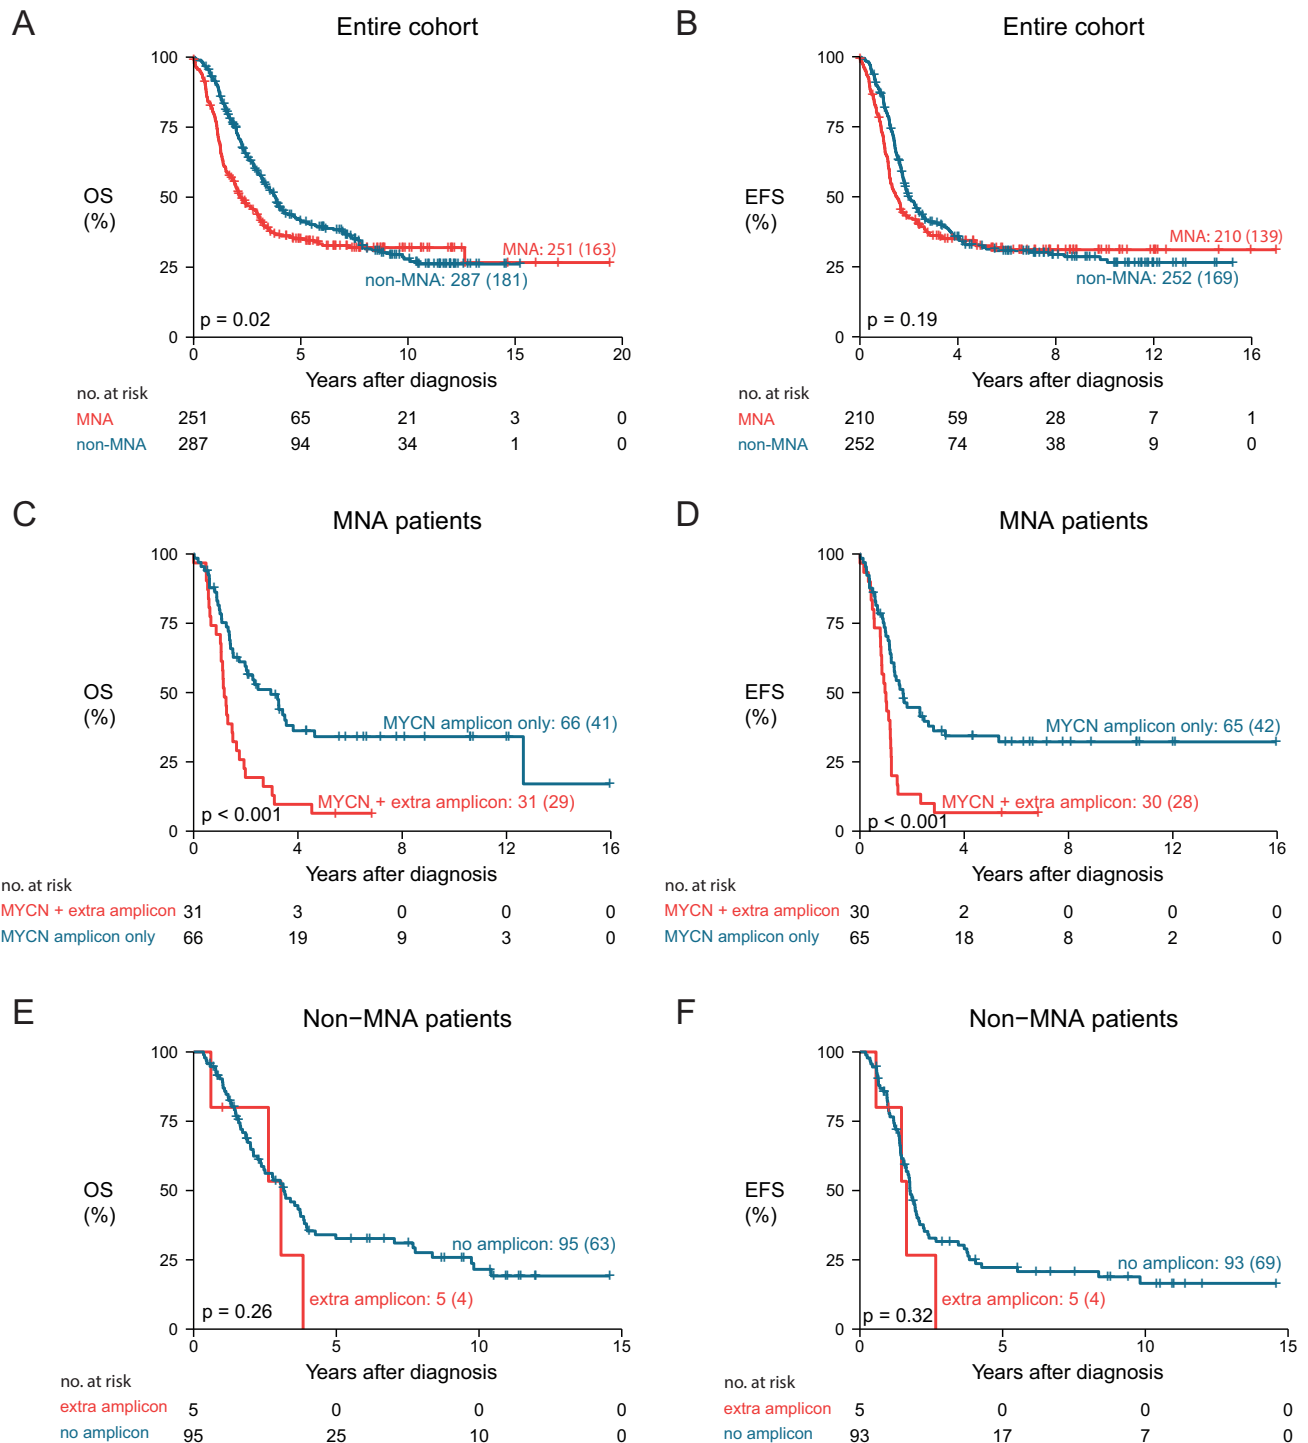 A
Entire cohort
100
75
50
25
0
OS
(%)
MNA: 251 (163)
non-MNA: 287 (181)
p = 0.02
0 5 10 15 20
Years after diagnosis
no. at risk
MNA 251 65 21 3 0
non-MNA 287 94 34 1 0
B
Entire cohort
100
75
50
25
0
EFS
(%)
MNA: 210 (139)
non-MNA: 252 (169)
p = 0.19
0 4 8 12 16
Years after diagnosis
no. at risk
MNA 210 59 28 7 1
non-MNA 252 74 38 9 0
C
MNA patients
100
75
50
25
0
OS
(%)
MYCN amplicon only: 66 (41)
MYCN + extra amplicon: 31 (29)
p < 0.001
0 4 8 12 16
Years after diagnosis
no. at risk
MYCN + extra amplicon 31 3 0 0 0
MYCN amplicon only 66 19 9 3 0
D
MNA patients
100
75
50
25
0
EFS
(%)
MYCN amplicon only: 65 (42)
MYCN + extra amplicon: 30 (28)
p < 0.001
0 4 8 12 16
Years after diagnosis
no. at risk
MYCN + extra amplicon 30 2 0 0 0
MYCN amplicon only 65 18 8 2 0
E
Non−MNA patients
100
75
50
25
0
OS
(%)
no amplicon: 95 (63)
extra amplicon: 5 (4)
p = 0.26
0 5 10 15
Years after diagnosis
no. at risk
extra amplicon 5 0 0 0
no amplicon 95 25 10 0
F
Non−MNA patients
100
75
50
25
0
EFS
(%)
no amplicon: 93 (69)
extra amplicon: 5 (4)
p = 0.32
0 5 10 15
Years after diagnosis
no. at risk
extra amplicon 5 0 0 0
no amplicon 93 17 7 0